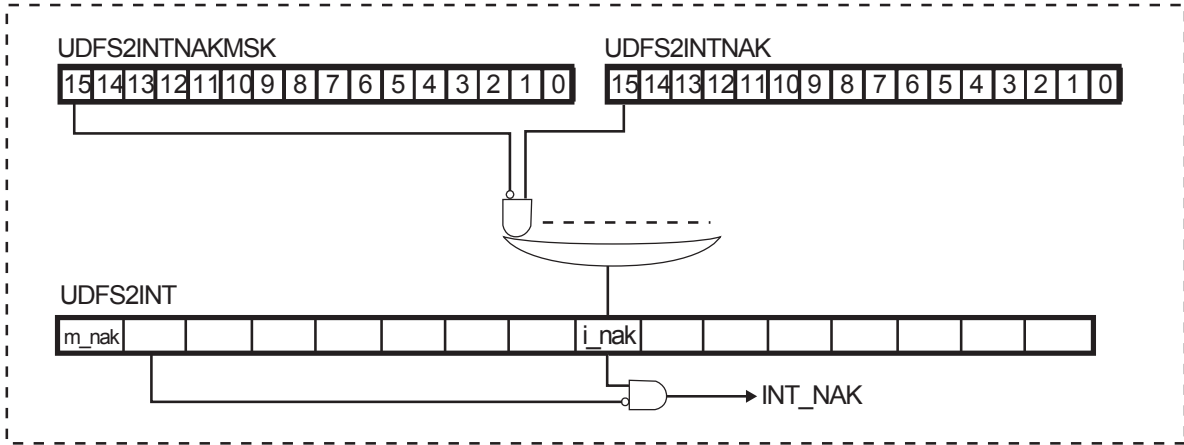 UDFS2INTNAKMSK
UDFS2INTNAK
15 14 13 12 11 10 9 8 7 6 5 4 3 2 1 0
15 14 13 12 11 10 9 8 7 6 5 4 3 2 1 0
UDFS2INT
m_nak i_nak
INT_NAK